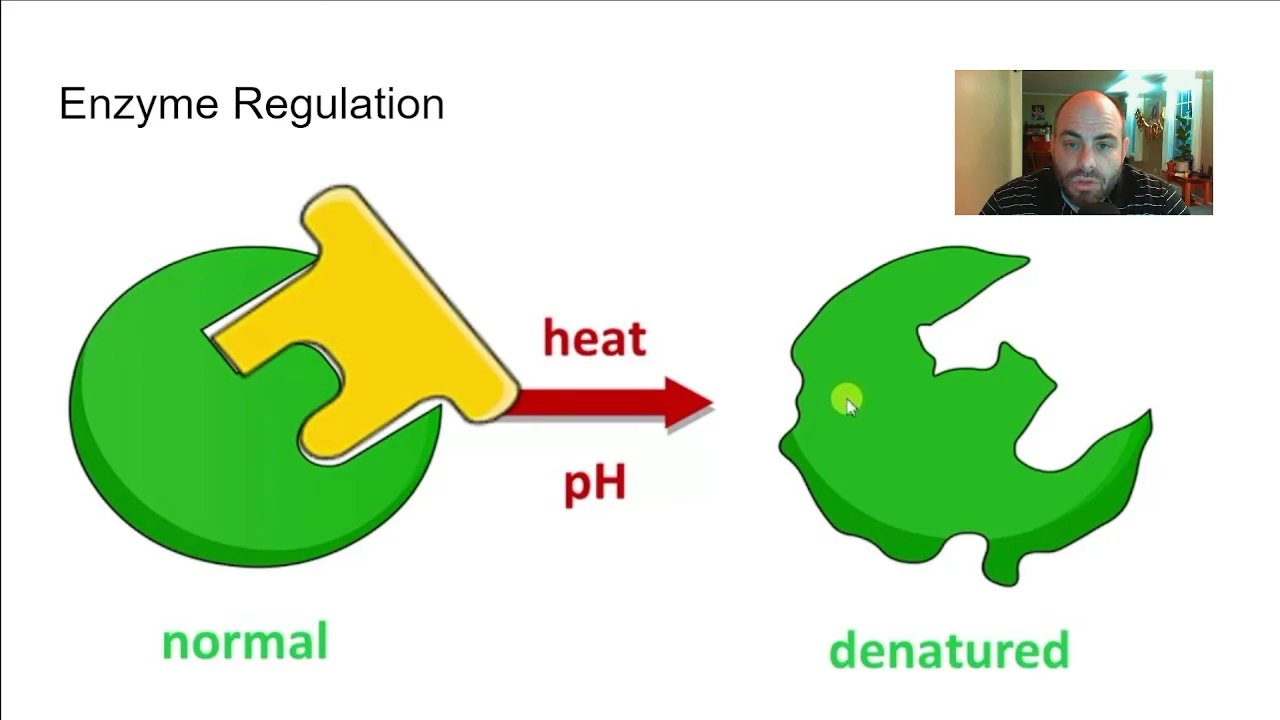 Enzyme Regulation
heat
pH
normal
denatured